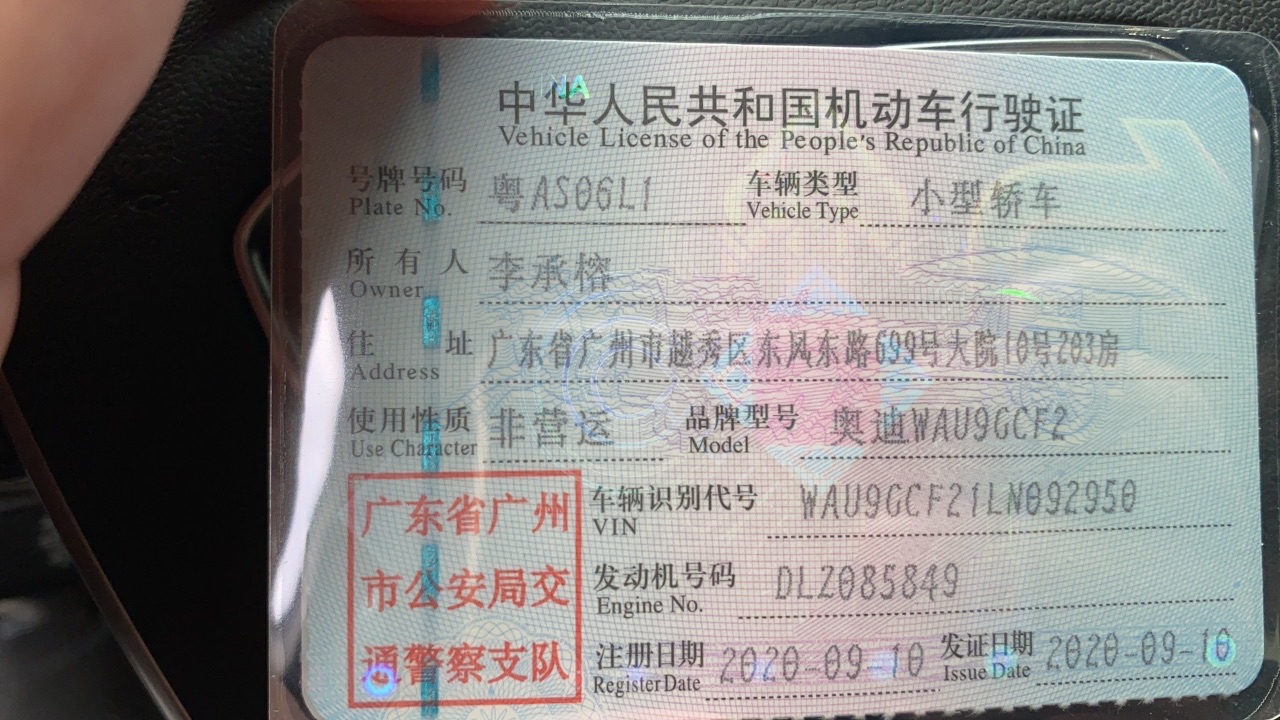 中华人民共和国机动车行驶证
Vehicle License of the People's Republic of China
号牌号码 粤AS06L1 车辆类型 小型轿车
Plate No. Vehicle Type
所有人 李承榕
Owner
住址 广东省广州市越秀区东风东路699号大院10号203房
Address
使用性质 非营运 品牌型号 奥迪WAU9GCF2
Use Character Model
广东省广州
市公安局交
通警察支队
车辆识别代号 WAU9GCF21LN092950
VIN
发动机号码 DLZ085849
Engine No.
注册日期 2020-09-10 发证日期 2020-09-10
Register Date Issue Date